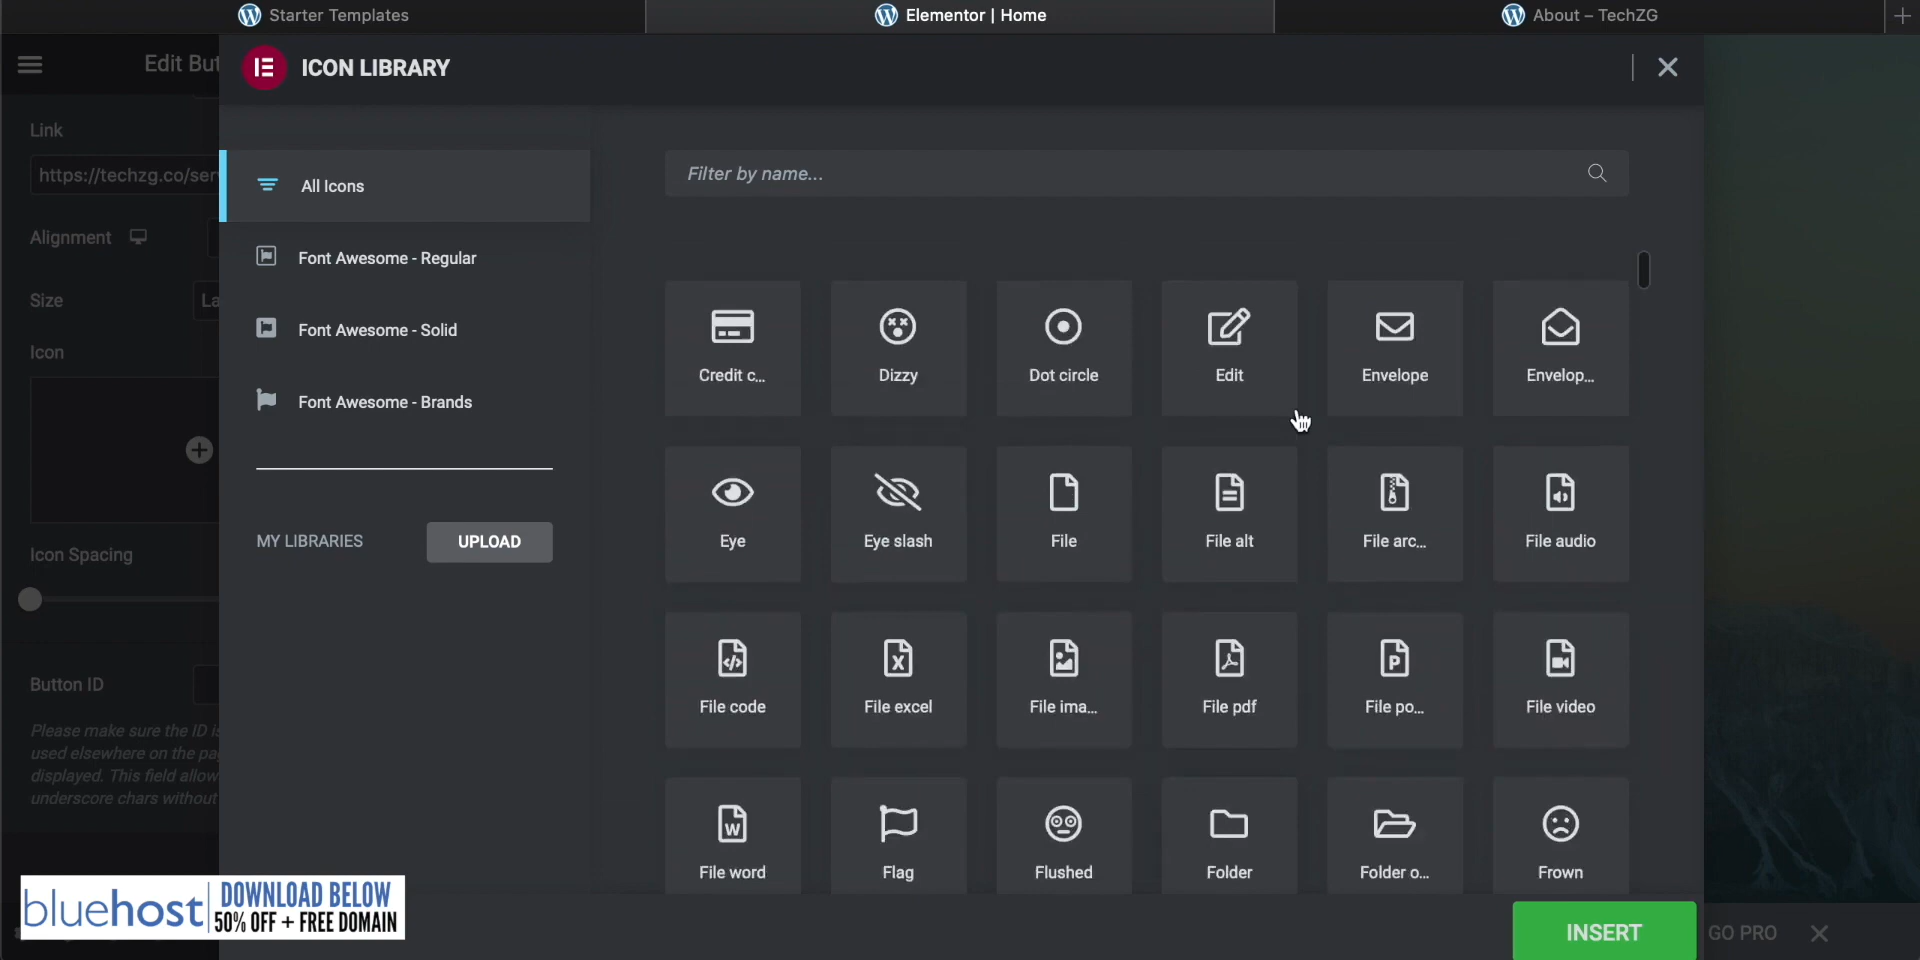 Starter Templates
Elementor | Home
About – TechZG
Edit But
ICON LIBRARY
Link
https://techzg.co/ser
All Icons
Filter by name...
Alignment
Font Awesome - Regular
Size
La
Font Awesome - Solid
Icon
Font Awesome - Brands
Credit c...
Dizzy
Dot circle
Edit
Envelope
Envelop...
MY LIBRARIES
UPLOAD
Icon Spacing
Eye
Eye slash
File
File alt
File arc...
File audio
Button ID
File code
File excel
File ima...
File pdf
File po...
File video
Please make sure the ID is
used elsewhere on the pa
displayed. This field allow
underscore chars without
File word
Flag
Flushed
Folder
Folder o...
Frown
bluehost
DOWNLOAD BELOW
50% OFF + FREE DOMAIN
INSERT
GO PRO